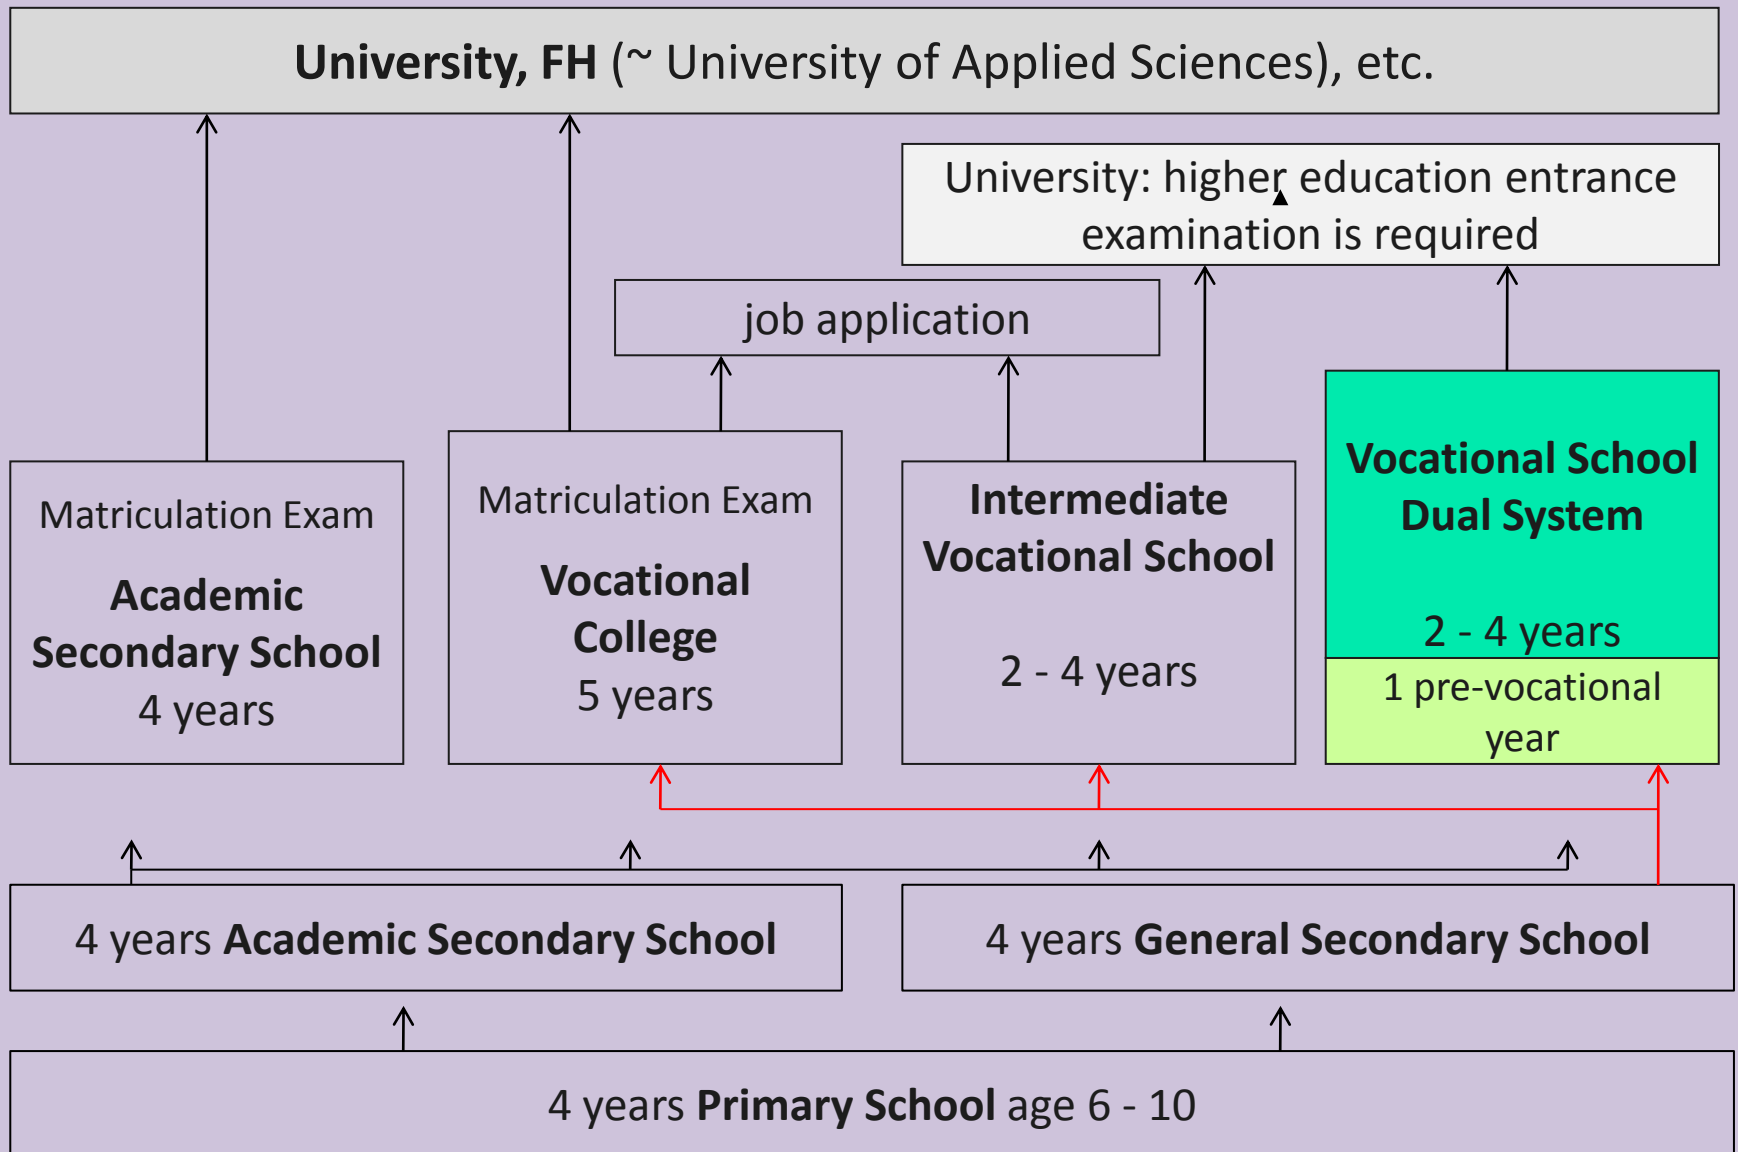 University, FH (~ University of Applied Sciences), etc.
University: higher education entrance
examination is required
job application
Matriculation Exam
Academic
Secondary School
4 years
Matriculation Exam
Vocational
College
5 years
Intermediate
Vocational School
2 - 4 years
Vocational School
Dual System
2 - 4 years
1 pre-vocational
year
4 years Academic Secondary School
4 years General Secondary School
4 years Primary School age 6 - 10